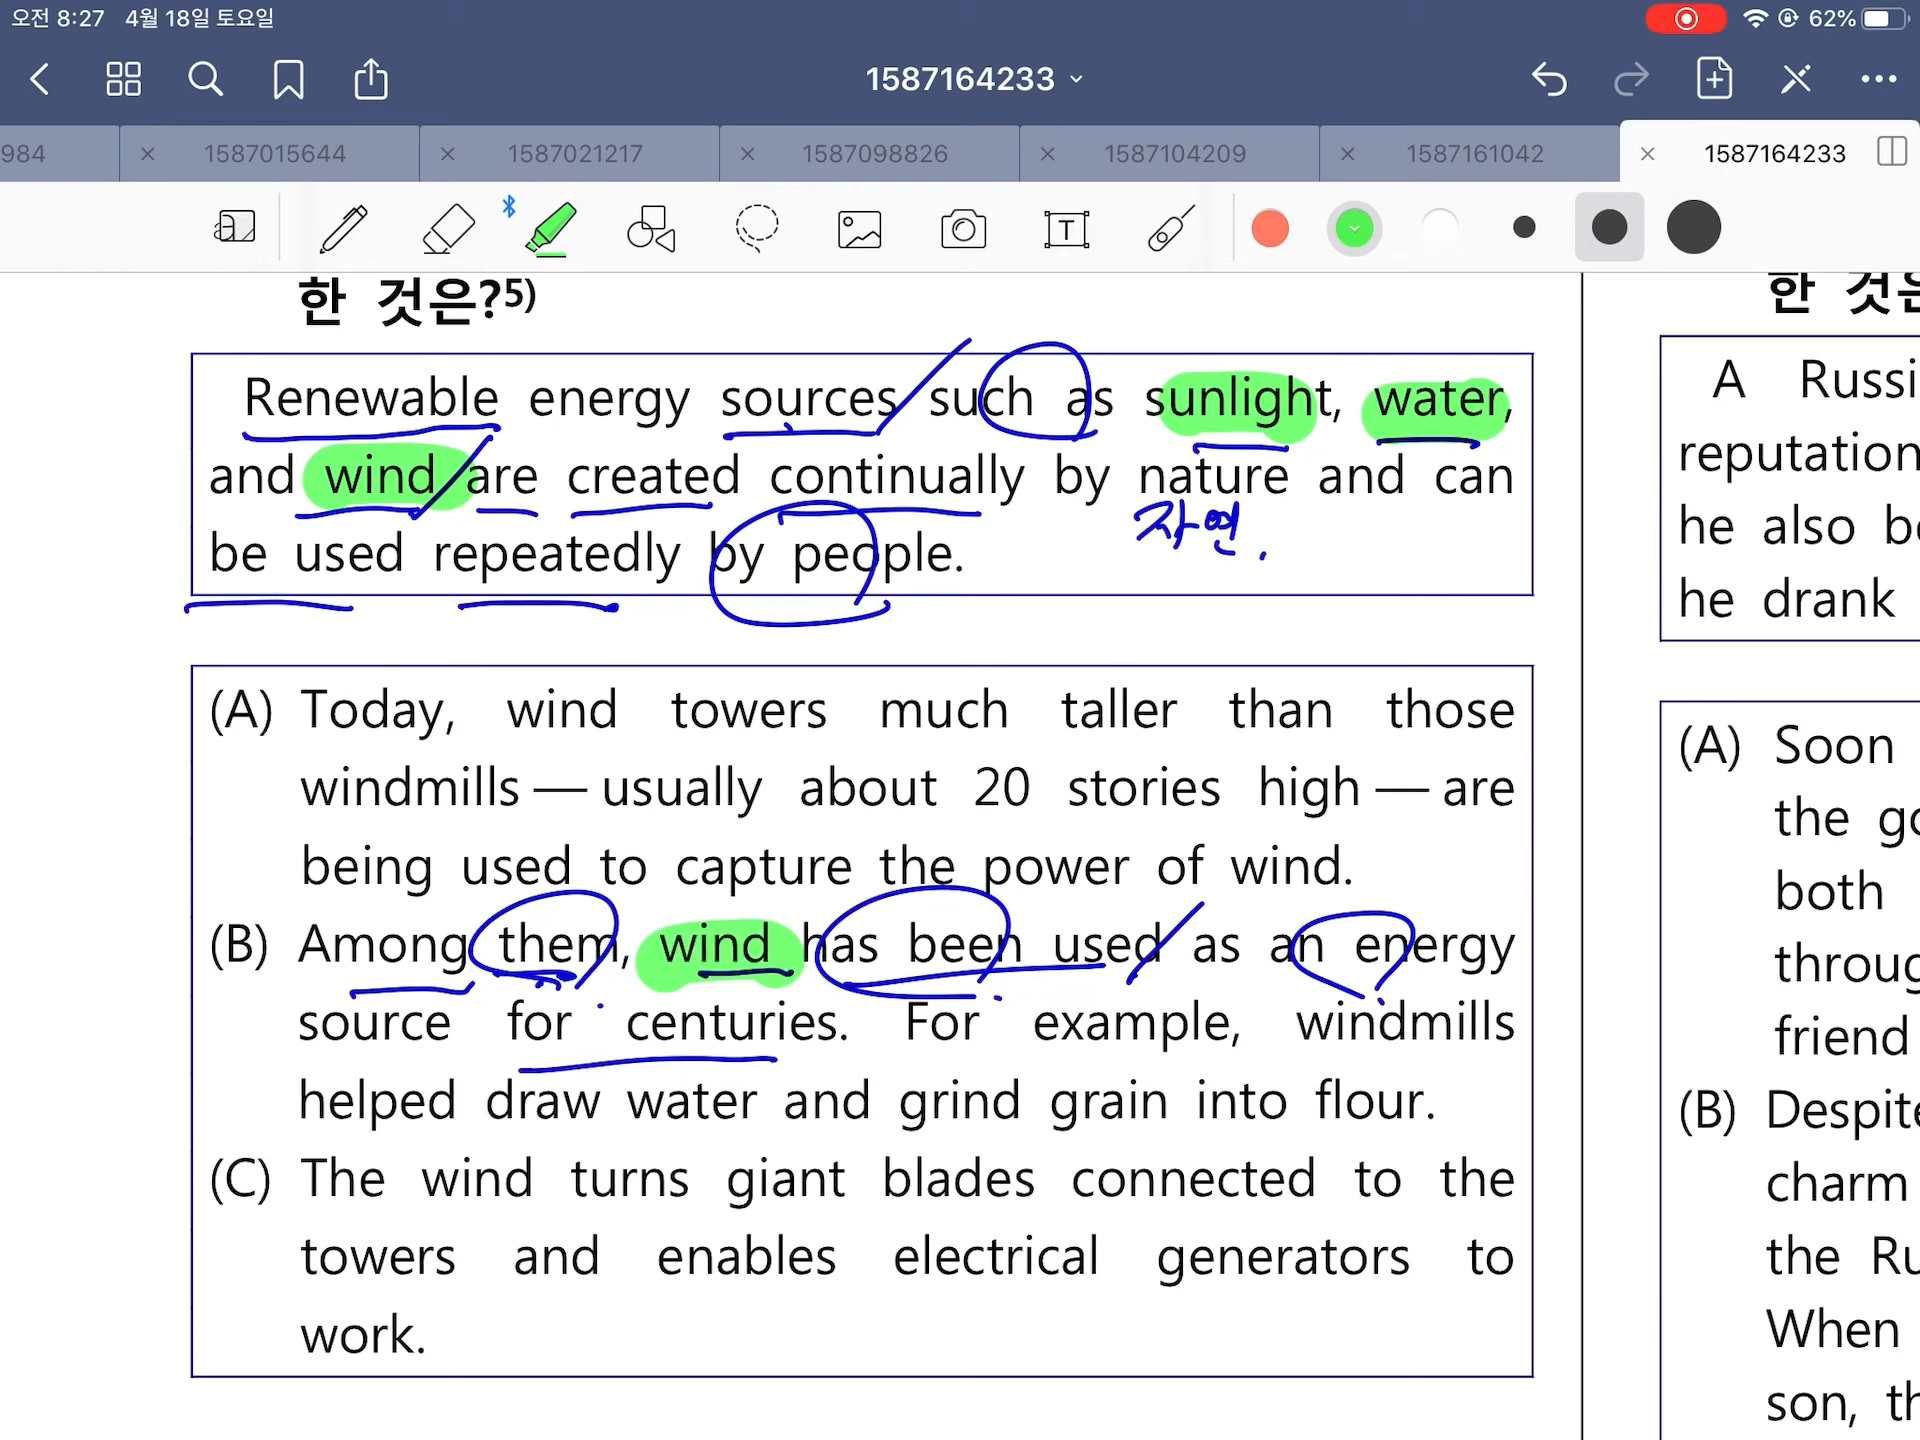 오전 8:27 4월 18일 토요일 62%
1587164233
984 1587015644 1587021217 1587098826 1587104209 1587161042 1587164233
한 것은?5)
Renewable energy sources such as sunlight, water,
and wind are created continually by nature and can
자연.
be used repeatedly by people.
(A) Today, wind towers much taller than those
windmills — usually about 20 stories high — are
being used to capture the power of wind.
(B) Among them, wind has been used as an energy
source for centuries. For example, windmills
helped draw water and grind grain into flour.
(C) The wind turns giant blades connected to the
towers and enables electrical generators to
work.
한
A Russi
reputation
he also be
he drank
(A) Soon
the go
both
throug
friend
(B) Despite
charm
the Ru
When
son, th